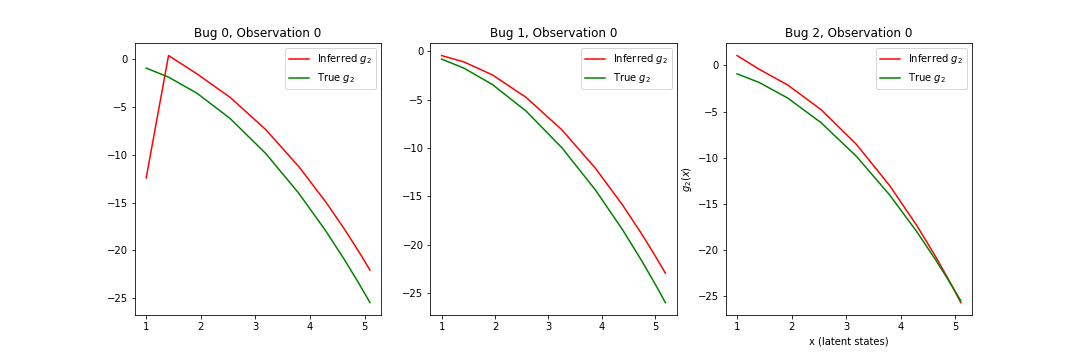 Bug 0, Observation 0
Inferred g₂
True g₂
0
−5
−10
−15
−20
−25
1 2 3 4 5
Bug 1, Observation 0
Inferred g₂
True g₂
0
−5
−10
−15
−20
−25
1 2 3 4 5
Bug 2, Observation 0
Inferred g₂
True g₂
g₂(x)
0
−5
−10
−15
−20
−25
1 2 3 4 5
x (latent states)